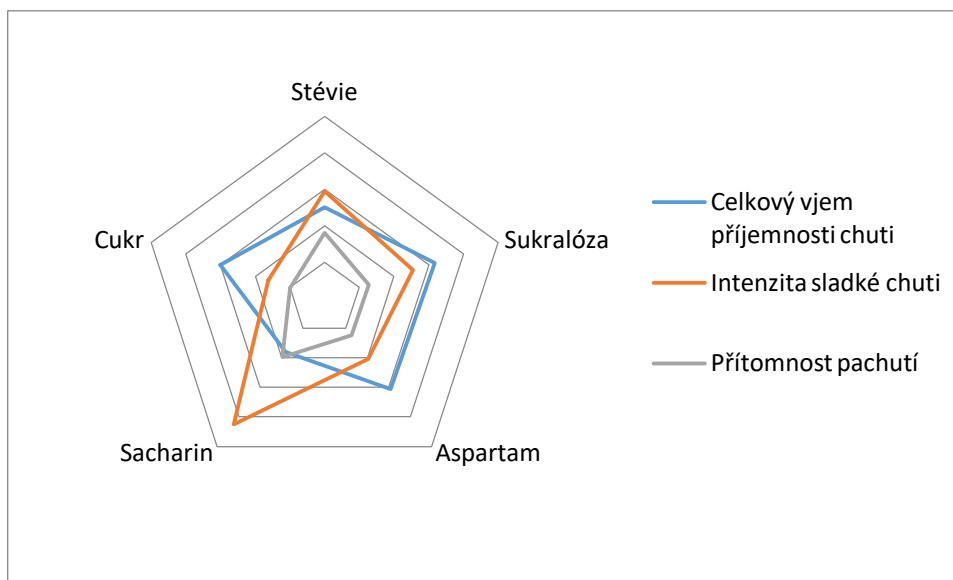 Stévie
Sukralóza
Aspartam
Sacharin
Cukr
Celkový vjem
příjemnosti chuti
Intenzita sladké chuti
Přítomnost pachutí